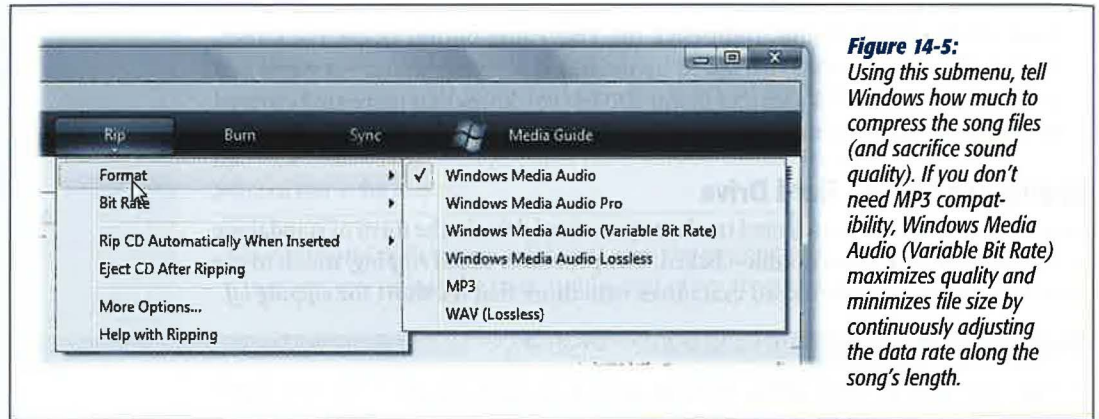 Rip Burn Sync Media Guide
Format
Bit Rate
Rip CD Automatically When Inserted
Eject CD After Ripping
More Options...
Help with Ripping
Windows Media Audio
Windows Media Audio Pro
Windows Media Audio (Variable Bit Rate)
Windows Media Audio Lossless
MP3
WAV (Lossless)
Figure 14-5:
Using this submenu, tell
Windows how much to
compress the song files
(and sacrifice sound
quality). If you don't
need MP3 compat-
ibility, Windows Media
Audio (Variable Bit Rate)
maximizes quality and
minimizes file size by
continuously adjusting
the data rate along the
song's length.